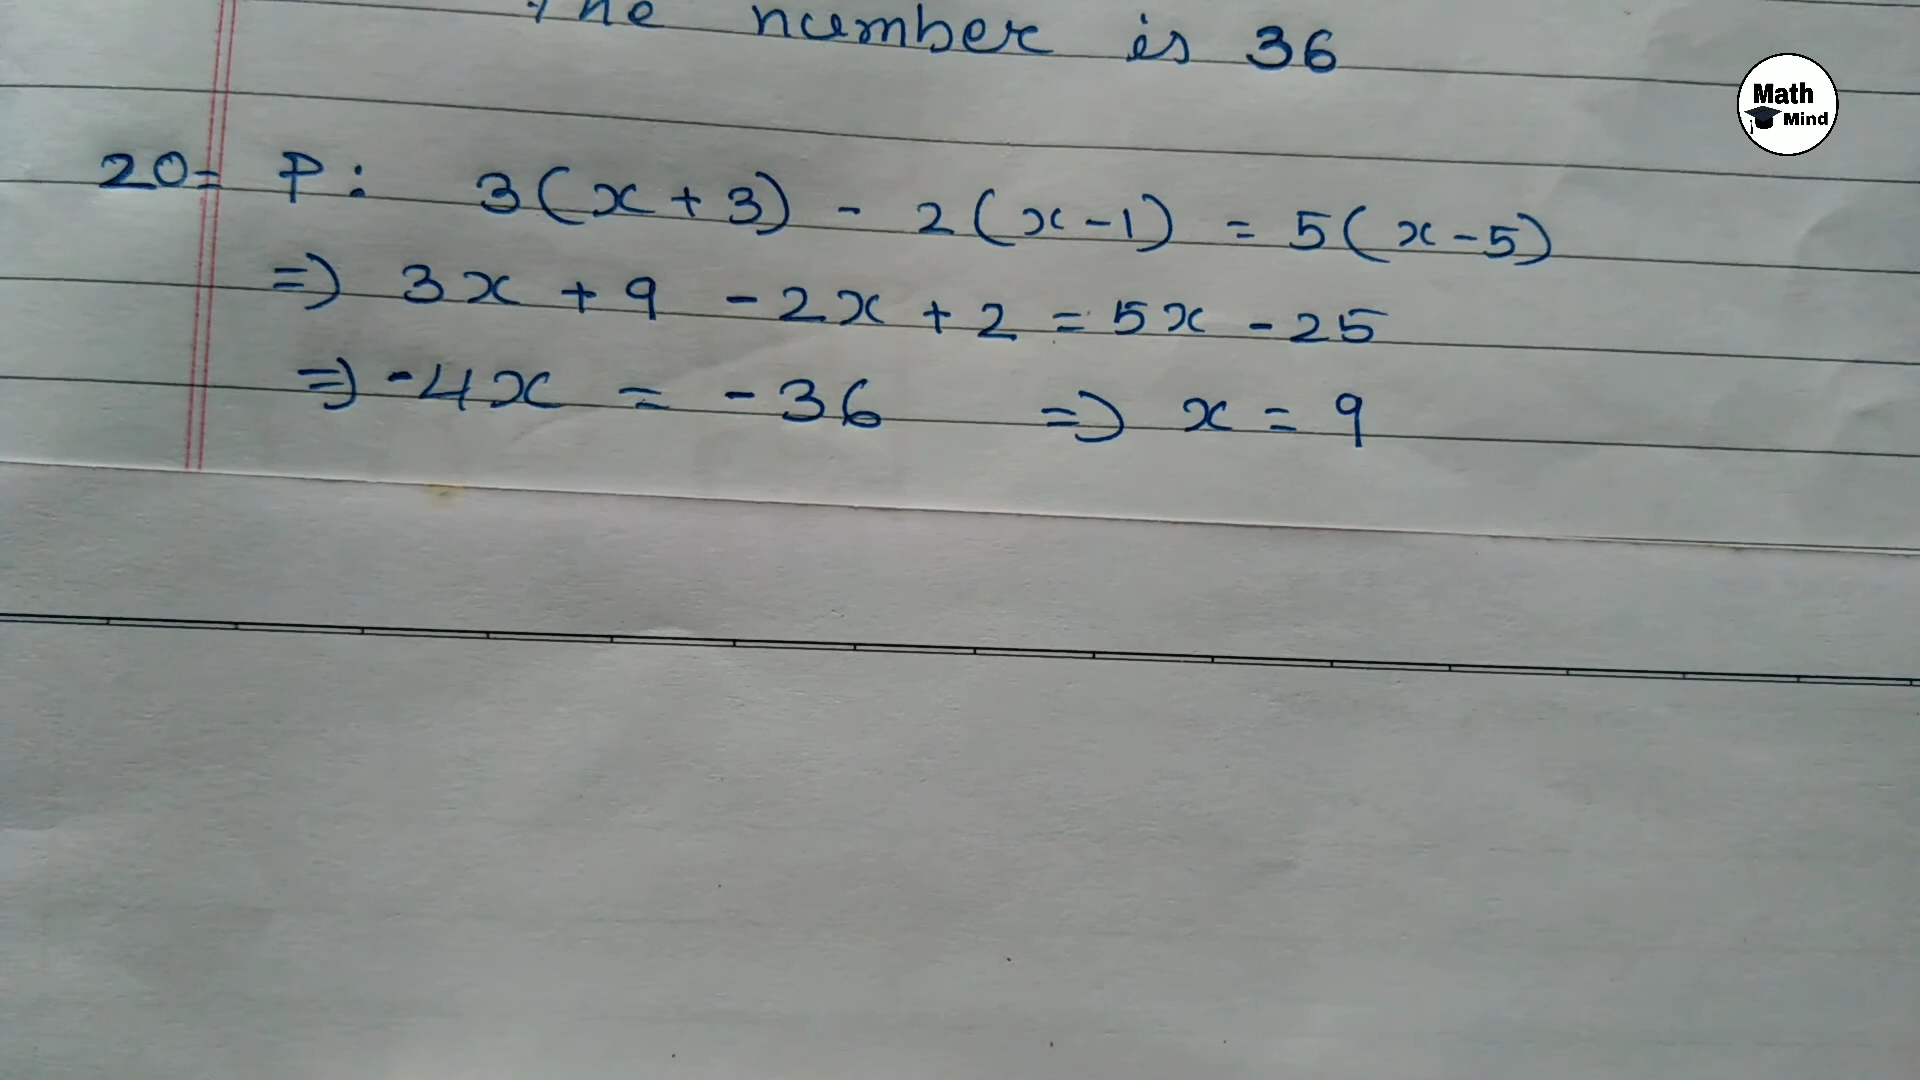 The number is 36
Math
Mind
20= P: 3(x+3) - 2(x-1) = 5(x-5)
=> 3x + 9 - 2x + 2 = 5x - 25
=> -4x = -36 => x = 9